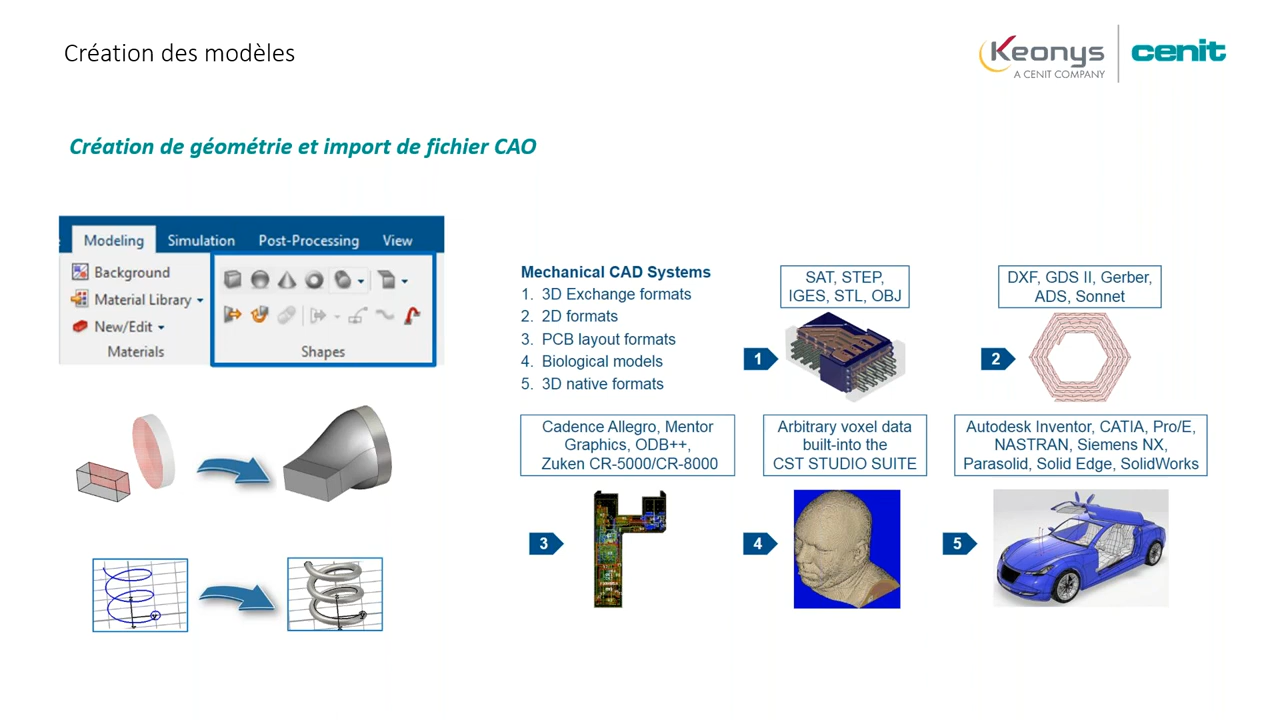 Création des modèles
Keonys
A CENIT COMPANY
cenit
Création de géométrie et import de fichier CAO
Modeling
Simulation
Post-Processing
View
Background
Material Library
New/Edit
Materials
Shapes
Mechanical CAD Systems
1. 3D Exchange formats
2. 2D formats
3. PCB layout formats
4. Biological models
5. 3D native formats
SAT, STEP,
IGES, STL, OBJ
1
DXF, GDS II, Gerber,
ADS, Sonnet
2
Cadence Allegro, Mentor
Graphics, ODB++,
Zuken CR-5000/CR-8000
3
Arbitrary voxel data
built-into the
CST STUDIO SUITE
4
Autodesk Inventor, CATIA, Pro/E,
NASTRAN, Siemens NX,
Parasolid, Solid Edge, SolidWorks
5